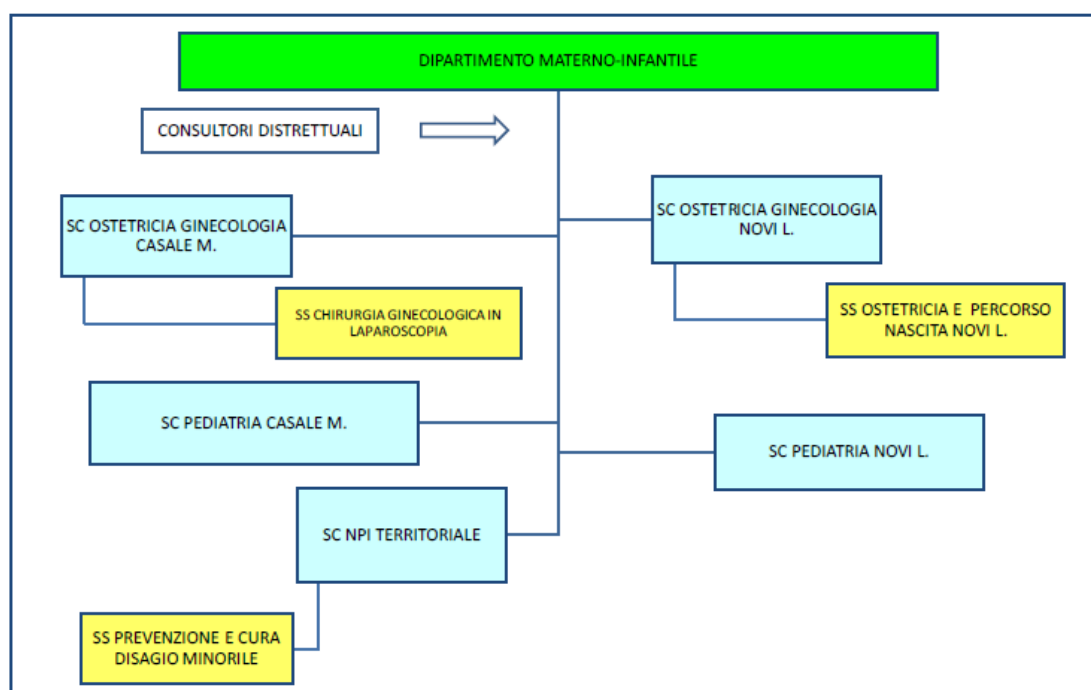 DIPARTIMENTO MATERNO-INFANTILE
CONSULTORI DISTRETTUALI
SC OSTETRICIA GINECOLOGIA
CASALE M.
SC OSTETRICIA GINECOLOGIA
NOVI L.
SS CHIRURGIA GINECOLOGICA IN
LAPAROSCOPIA
SS OSTETRICIA E PERCORSO
NASCITA NOVI L.
SC PEDIATRIA CASALE M.
SC PEDIATRIA NOVI L.
SC NPI TERRITORIALE
SS PREVENZIONE E CURA
DISAGIO MINORILE